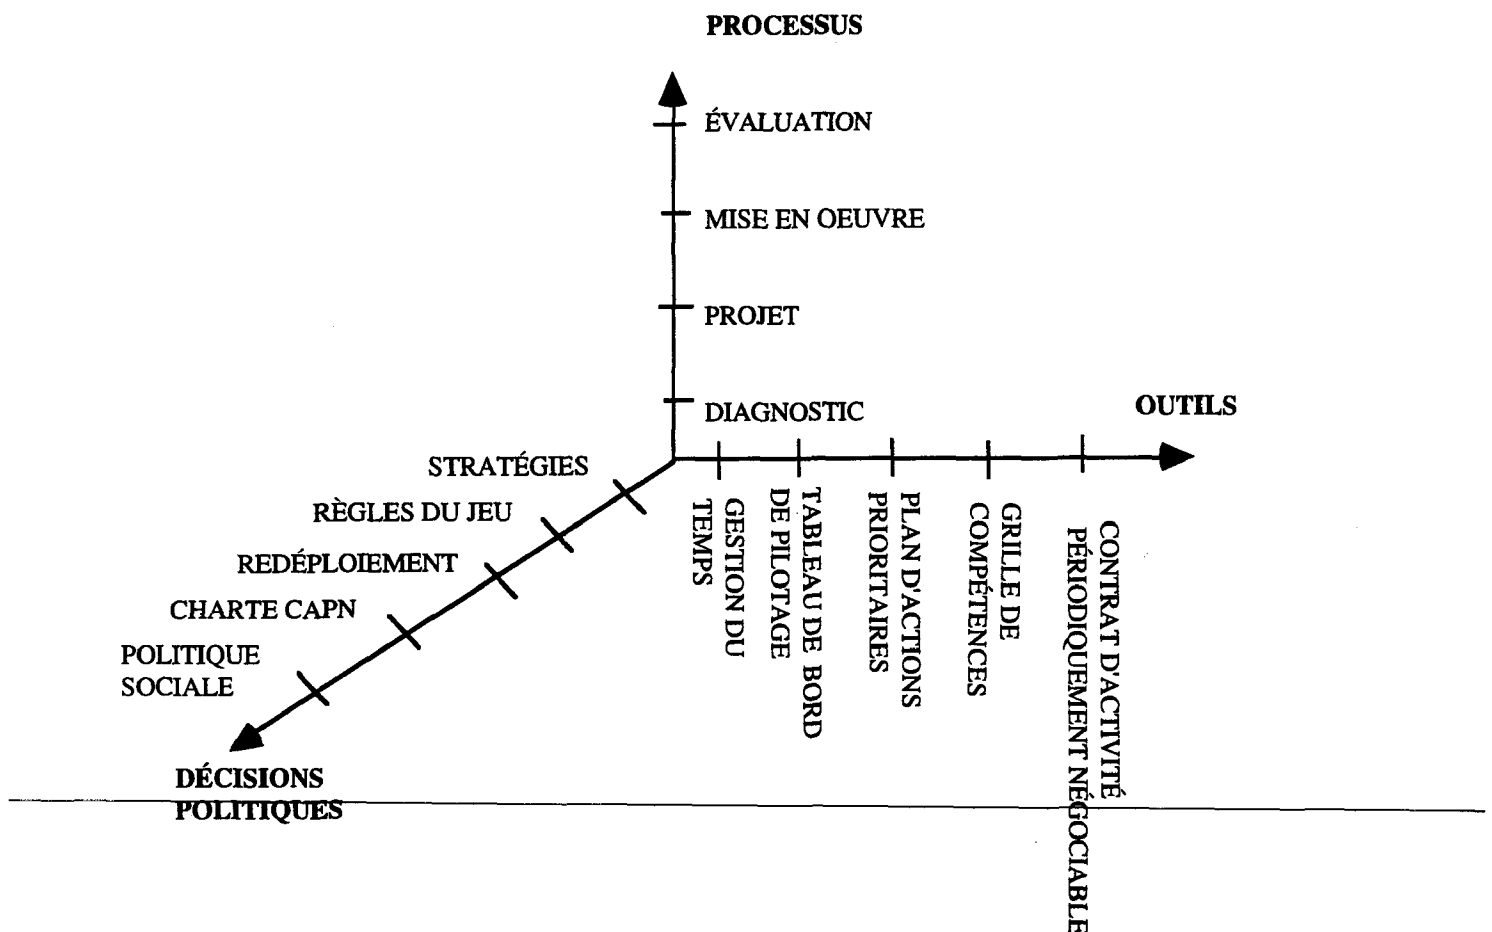 PROCESSUS
ÉVALUATION
MISE EN OEUVRE
PROJET
DIAGNOSTIC
OUTILS
STRATÉGIES
RÈGLES DU JEU
REDÉPLOIEMENT
CHARTE CAPN
POLITIQUE
SOCIALE
DÉCISIONS
POLITIQUES
GESTION DU
TEMPS
TABLEAU DE BORD
DE PILOTAGE
PLAN D'ACTIONS
PRIORITAIRES
GRILLE DE
COMPÉTENCES
CONTRAT D'ACTIVITÉ
PÉRIODIQUEMENT NÉGOCIABLE